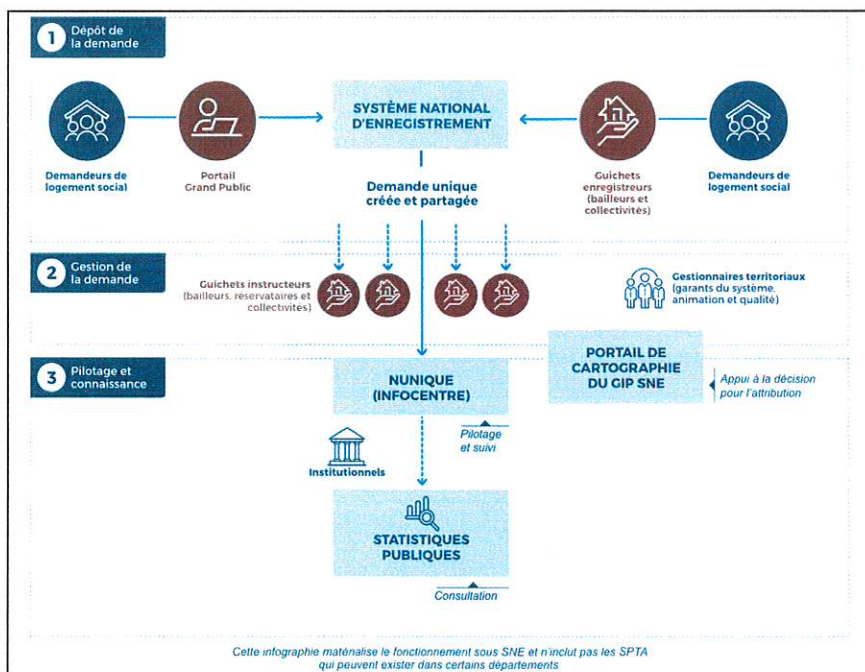 1 Dépôt de
la demande
SYSTÈME NATIONAL
D'ENREGISTREMENT
Demandeurs de
logement social
Portail
Grand Public
Guichets
enregistreurs
(bailleurs et
collectivités)
Demandeurs de
logement social
Demande unique
créée et partagée
2 Gestion de
la demande
Guichets instructeurs
(bailleurs, reservataires et
collectivités)
Gestionnaires territoriaux
(garants du système,
animation et qualité)
3 Pilotage et
connaissance
NUNIQUE
(INFOCENTRE)
PORTAIL DE
CARTOGRAPHIE
DU GIP SNE
Appui à la décision
pour l'attribution
Pilotage
et suivi
Institutionnels
STATISTIQUES
PUBLIQUES
Consultation
Cette infographie matérialise le fonctionnement sous SNE et n'inclut pas les SPTA
qui peuvent exister dans certains départements